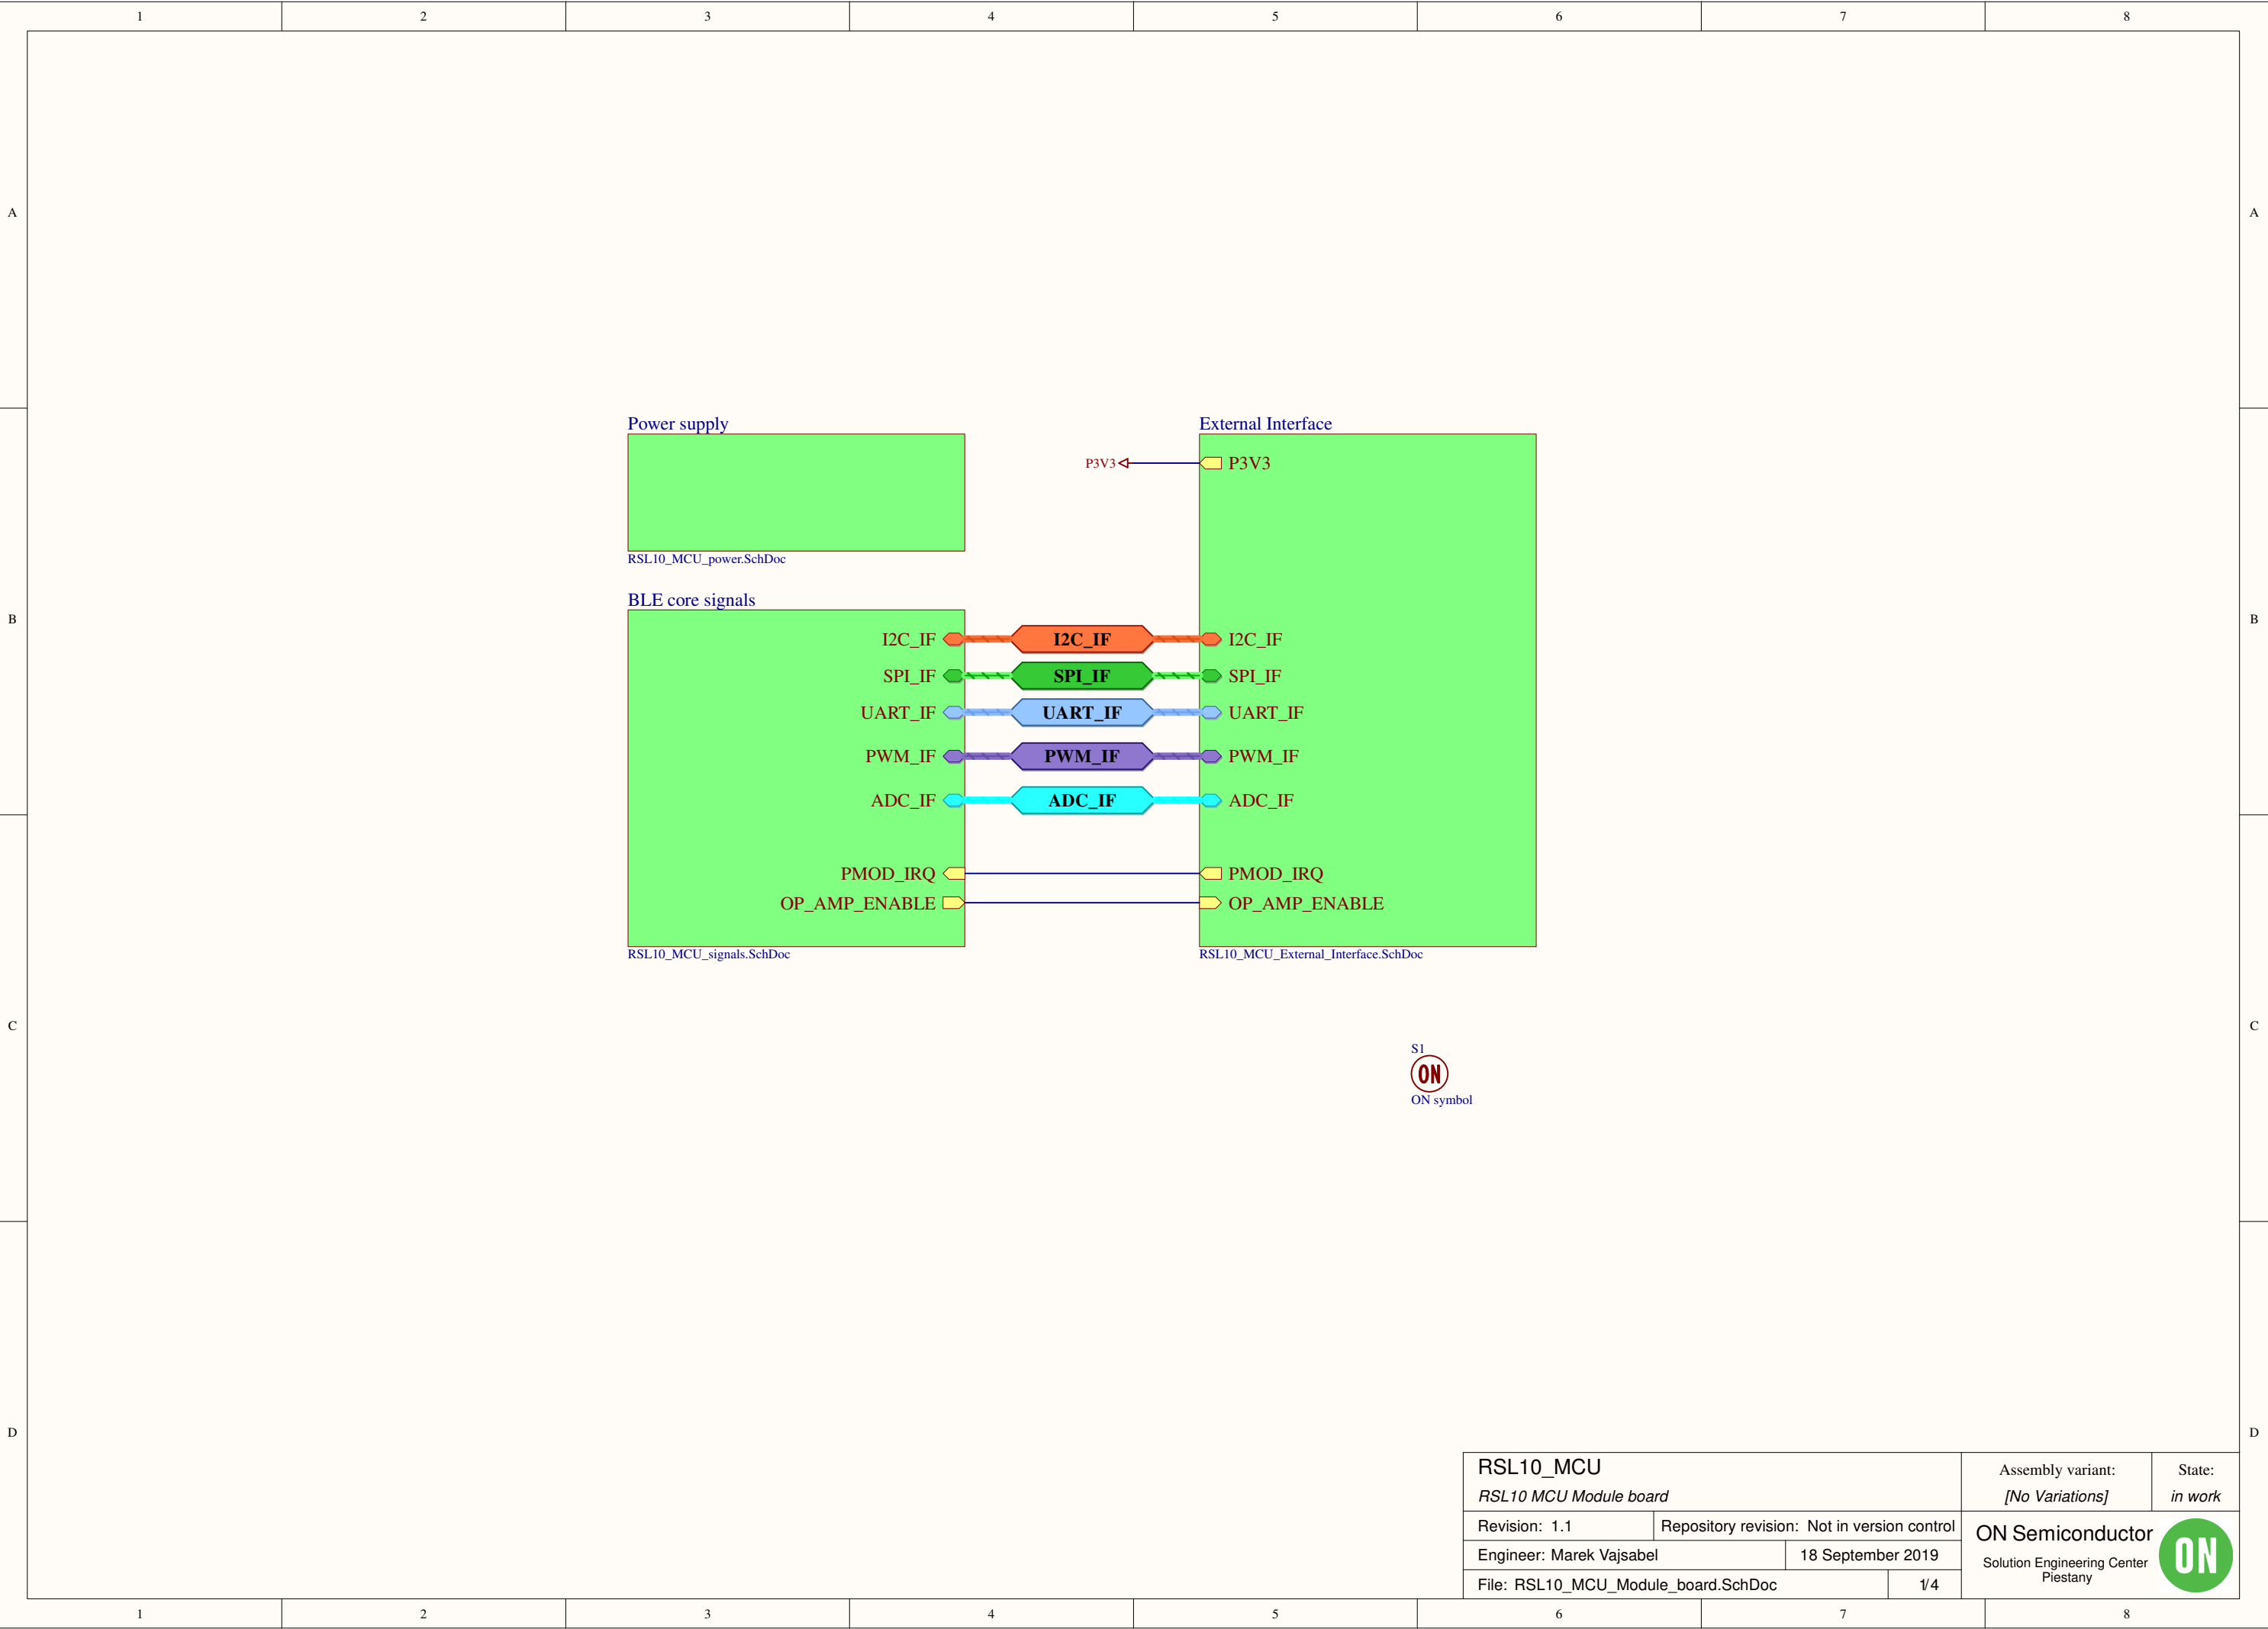 1 2 3 4 5 6 7 8
A A
Power supply
External Interface
P3V3 P3V3
RSL10_MCU_power.SchDoc
BLE core signals
B B
I2C_IF I2C_IF I2C_IF
SPI_IF SPI_IF SPI_IF
UART_IF UART_IF UART_IF
PWM_IF PWM_IF PWM_IF
ADC_IF ADC_IF ADC_IF
PMOD_IRQ PMOD_IRQ
OP_AMP_ENABLE OP_AMP_ENABLE
RSL10_MCU_signals.SchDoc
RSL10_MCU_External_Interface.SchDoc
C C
S1
ON
ON symbol
D D
RSL10_MCU
RSL10 MCU Module board
Assembly variant:
[No Variations]
State:
in work
Revision: 1.1
Repository revision: Not in version control
Engineer: Marek Vajsabel
18 September 2019
File: RSL10_MCU_Module_board.SchDoc
1/4
ON Semiconductor
Solution Engineering Center
Piestany
ON
1 2 3 4 5 6 7 8